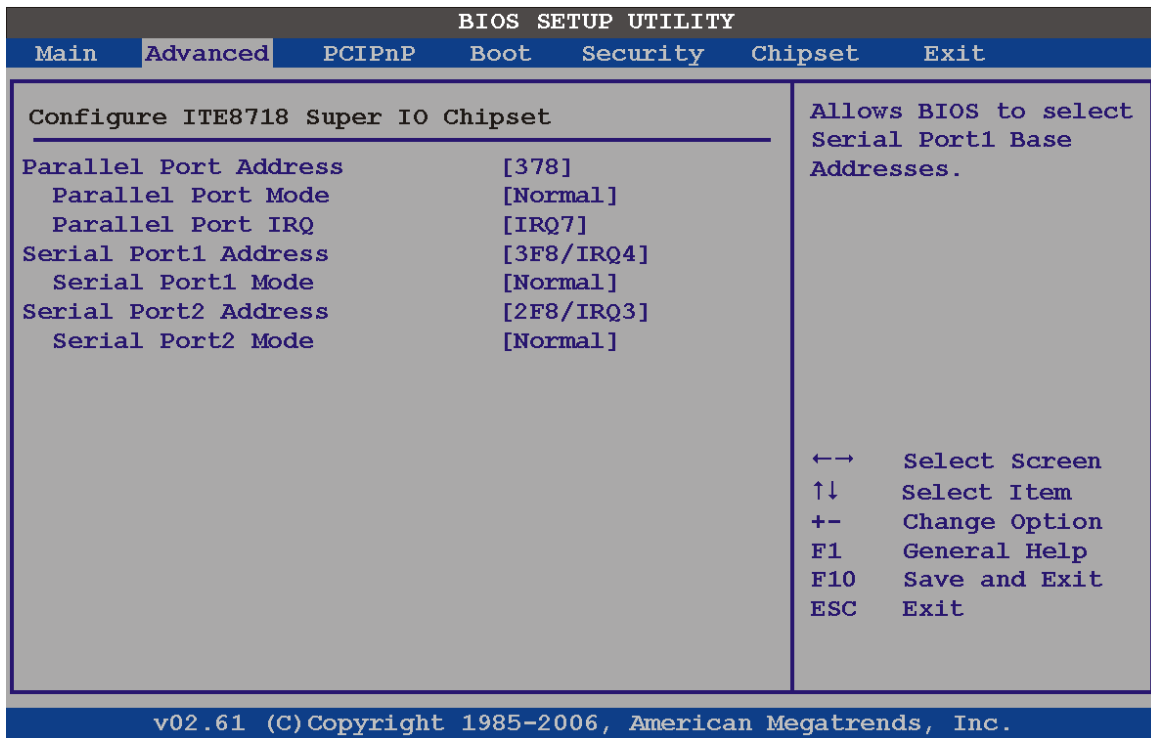 BIOS SETUP UTILITY
Main Advanced PCIPnP Boot Security Chipset Exit
Configure ITE8718 Super IO Chipset
Parallel Port Address [378]
Parallel Port Mode [Normal]
Parallel Port IRQ [IRQ7]
Serial Port1 Address [3F8/IRQ4]
Serial Port1 Mode [Normal]
Serial Port2 Address [2F8/IRQ3]
Serial Port2 Mode [Normal]
Allows BIOS to select
Serial Port1 Base
Addresses.
←→ Select Screen
↑↓ Select Item
+- Change Option
F1 General Help
F10 Save and Exit
ESC Exit
v02.61 (C)Copyright 1985-2006, American Megatrends, Inc.